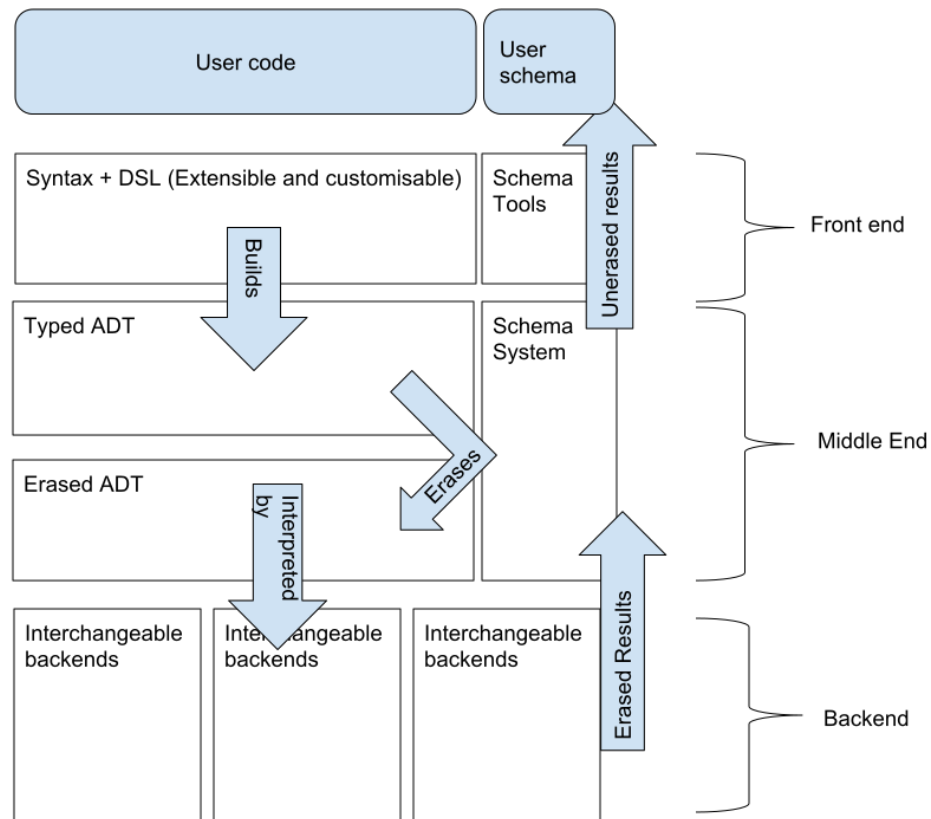 User code
User
schema
Syntax + DSL (Extensible and customisable)
Schema
Tools
Unerased results
Front end
Builds
Typed ADT
Schema
System
Middle End
Erases
Erased ADT
Interpreted
by
Interchangeable
backends
Interchangeable
backends
Interchangeable
backends
Erased Results
Backend